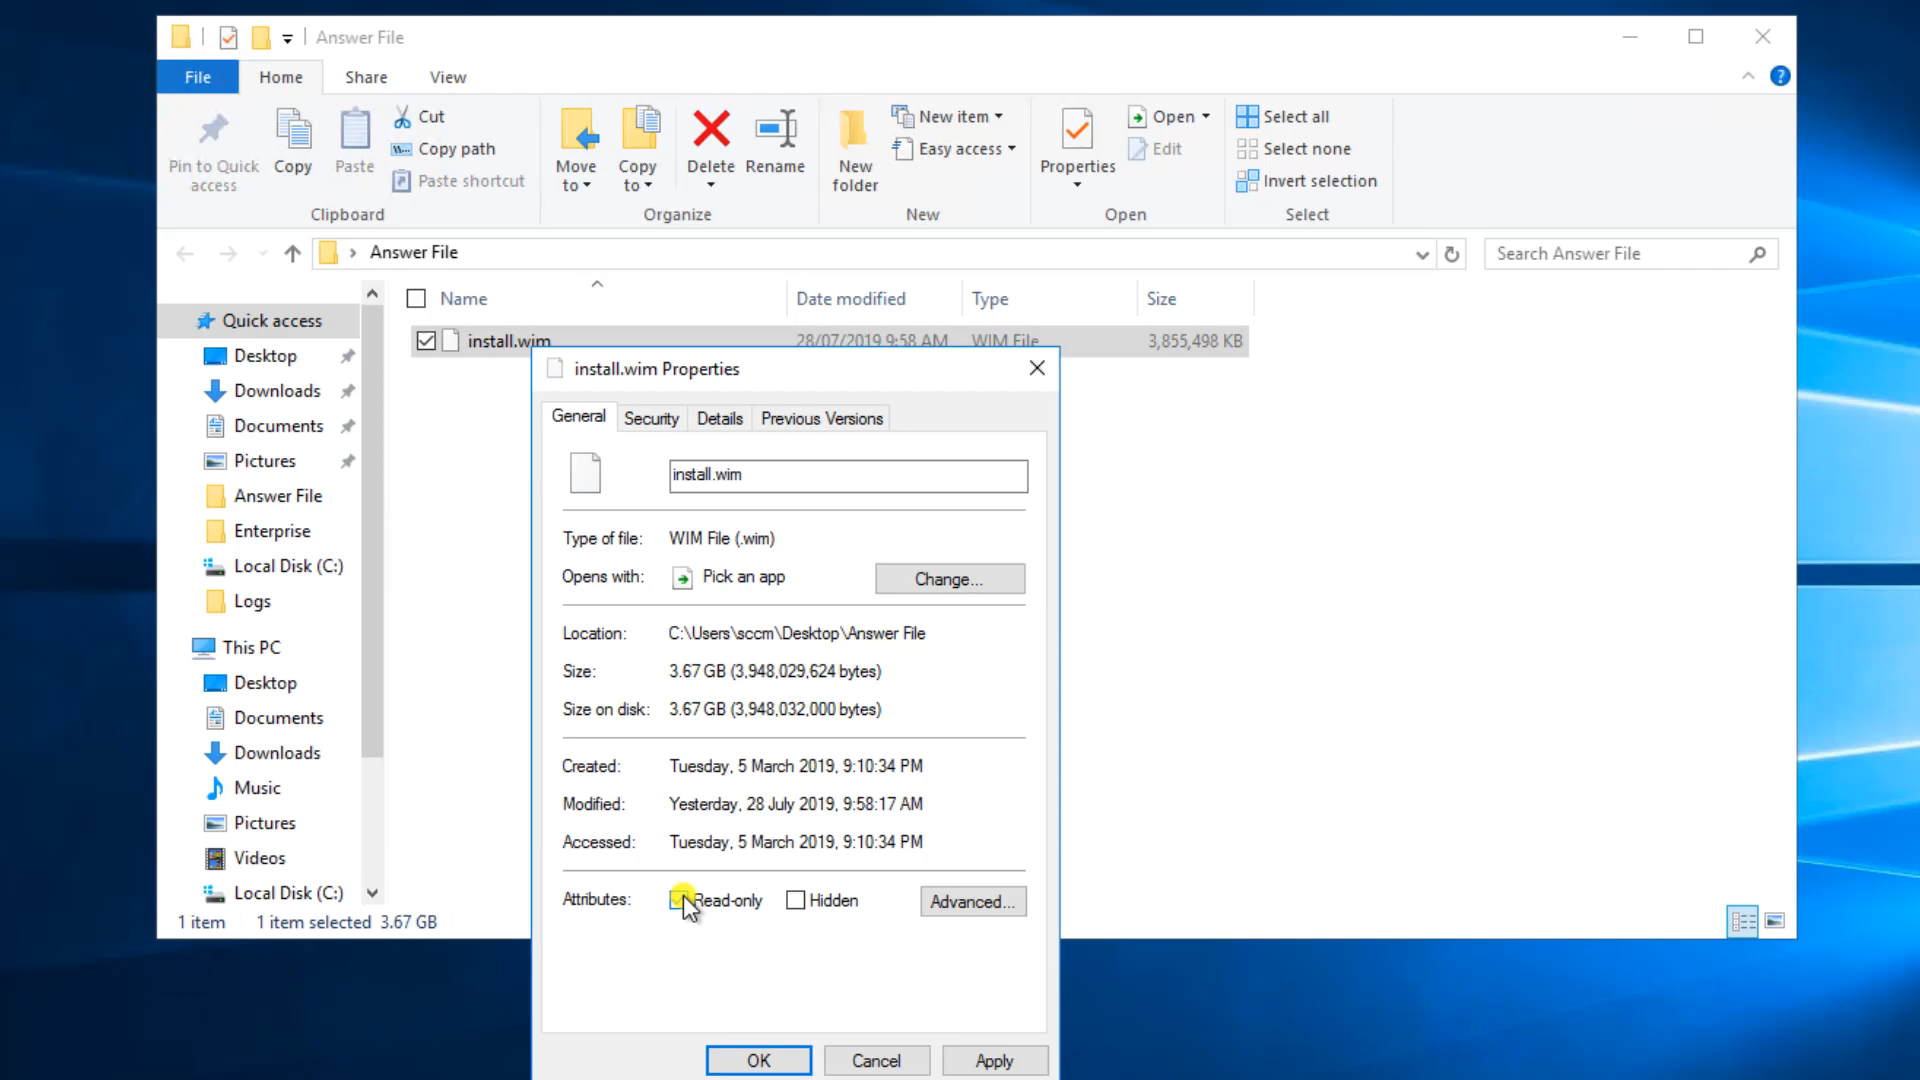 Answer File
File Home Share View
Pin to Quick access
Copy
Paste
Cut
Copy path
Paste shortcut
Clipboard
Move to
Copy to
Delete
Rename
Organize
New folder
New item
Easy access
New
Properties
Open
Edit
Open
Select all
Select none
Invert selection
Select
Answer File
Search Answer File
Name Date modified Type Size
install.wim 28/07/2019 9:58 AM WIM File 3,855,498 KB
Quick access
Desktop
Downloads
Documents
Pictures
Answer File
Enterprise
Local Disk (C:)
Logs
This PC
Desktop
Documents
Downloads
Music
Pictures
Videos
Local Disk (C:)
1 item 1 item selected 3.67 GB
install.wim Properties
General Security Details Previous Versions
install.wim
Type of file: WIM File (.wim)
Opens with: Pick an app Change...
Location: C:\Users\sccm\Desktop\Answer File
Size: 3.67 GB (3,948,029,624 bytes)
Size on disk: 3.67 GB (3,948,032,000 bytes)
Created: Tuesday, 5 March 2019, 9:10:34 PM
Modified: Yesterday, 28 July 2019, 9:58:17 AM
Accessed: Tuesday, 5 March 2019, 9:10:34 PM
Attributes: Read-only Hidden Advanced...
OK Cancel Apply